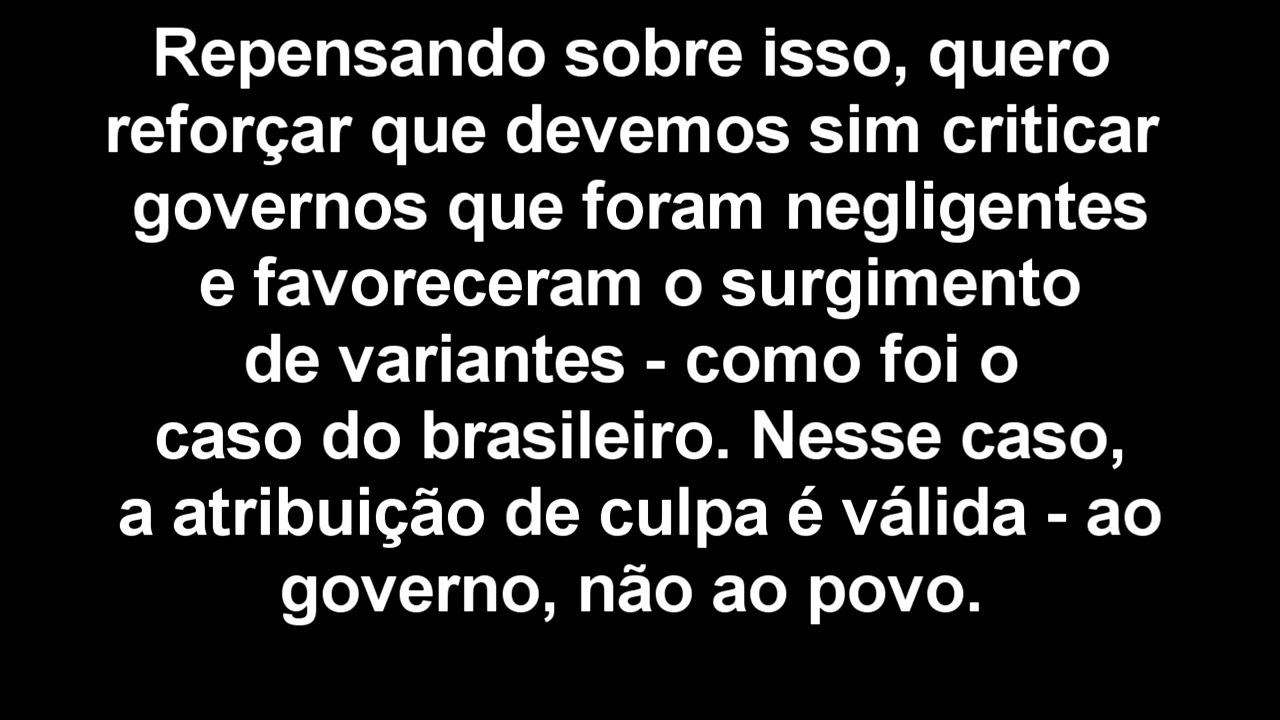 Repensando sobre isso, quero
reforçar que devemos sim criticar
governos que foram negligentes
e favoreceram o surgimento
de variantes - como foi o
caso do brasileiro. Nesse caso,
a atribuição de culpa é válida - ao
governo, não ao povo.